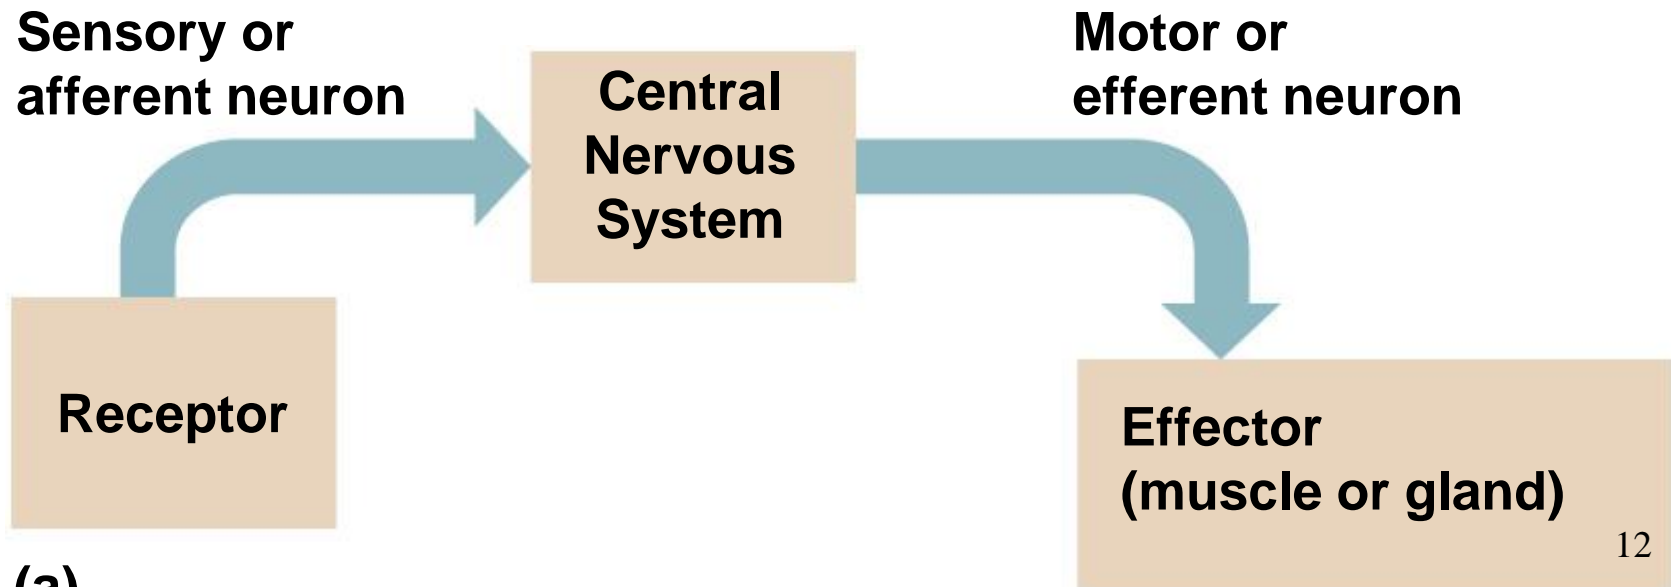 Sensory or
afferent neuron
Central
Nervous
System
Motor or
efferent neuron
Receptor
Effector
(muscle or gland)
12
(a)